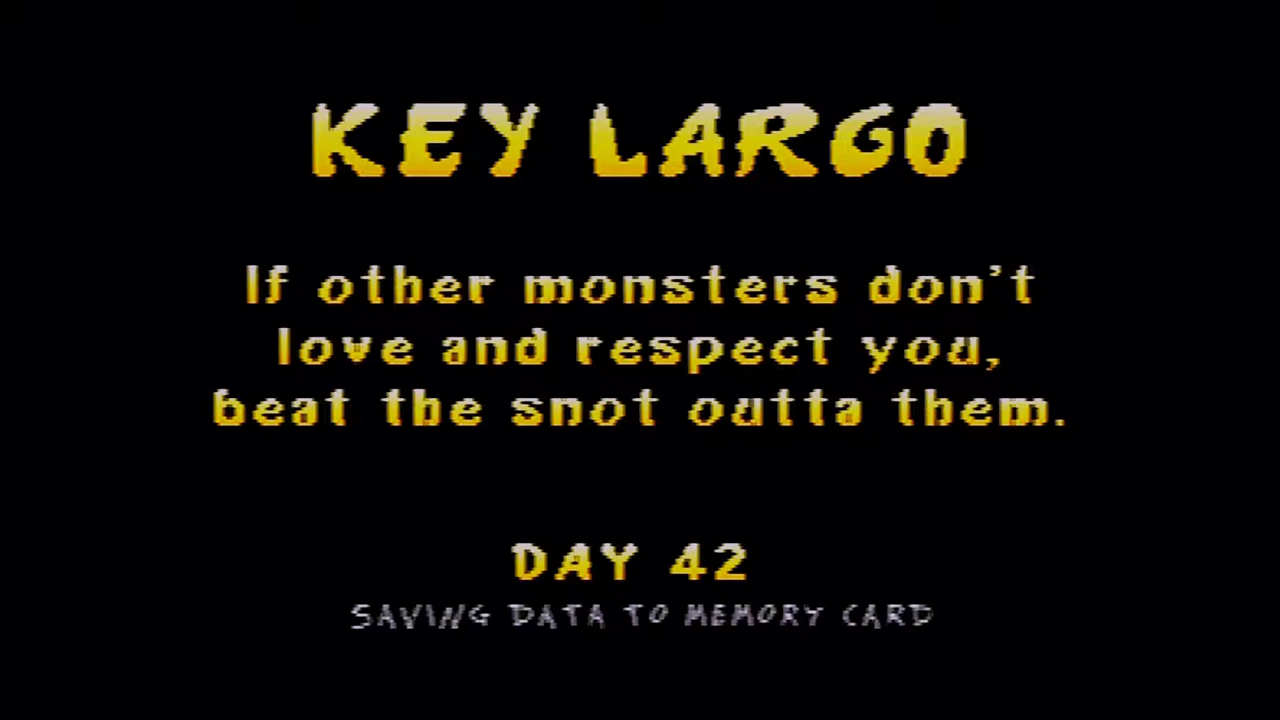 KEY LARGO
If other monsters don't
love and respect you,
beat the snot outta them.
DAY 42
SAVING DATA TO MEMORY CARD